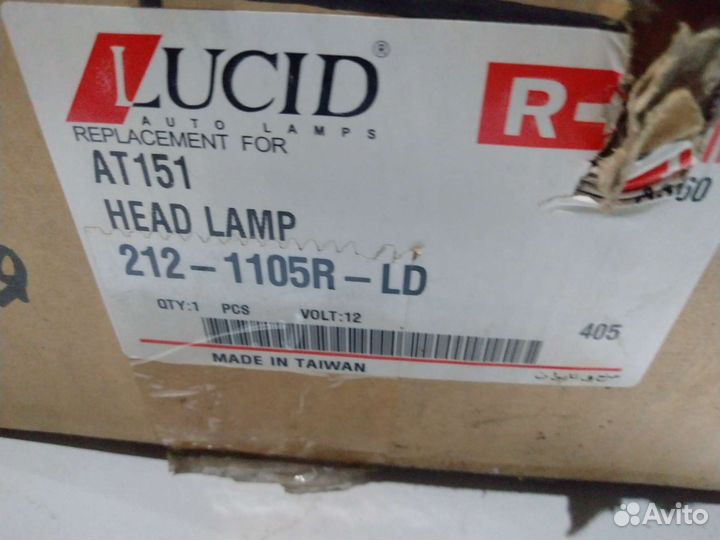 LUCID®
AUTO LAMPS
R-
REPLACEMENT FOR
AT151
HEAD LAMP
212-1105R-LD
QTY:1 PCS VOLT:12
405
MADE IN TAIWAN
Avito